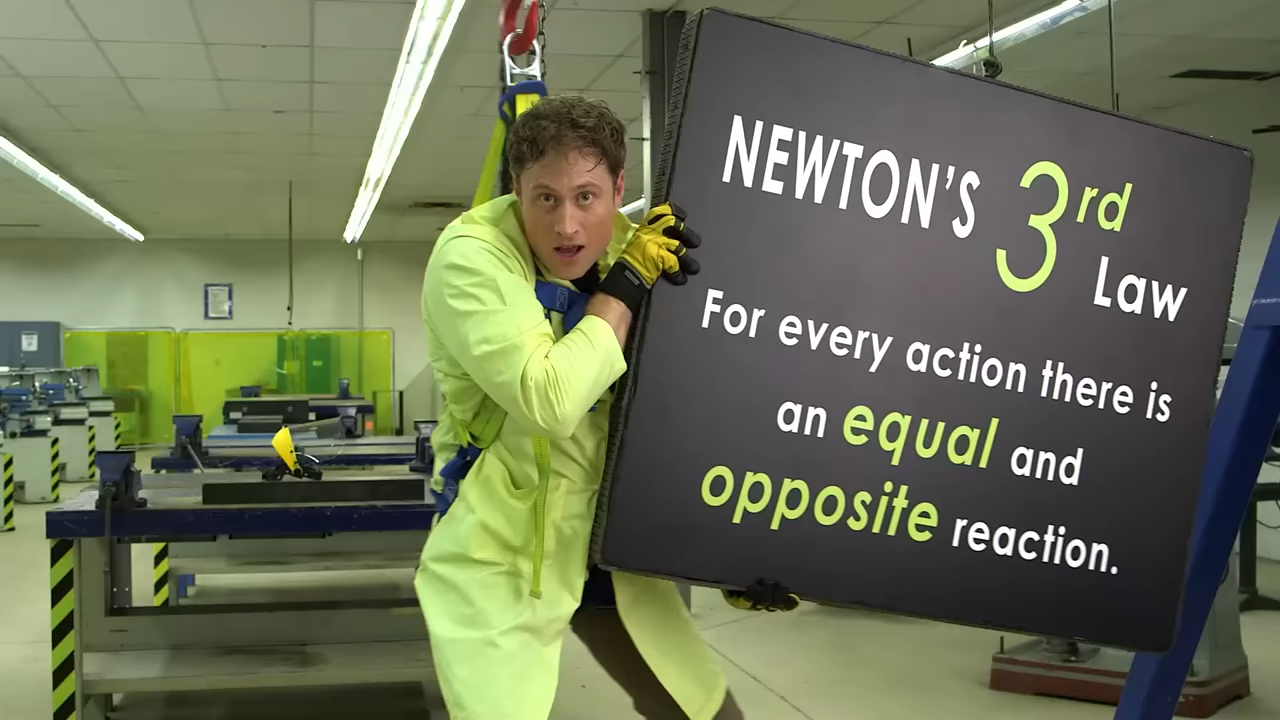 NEWTON'S 3rd
Law
For every action there is
an equal and
opposite reaction.